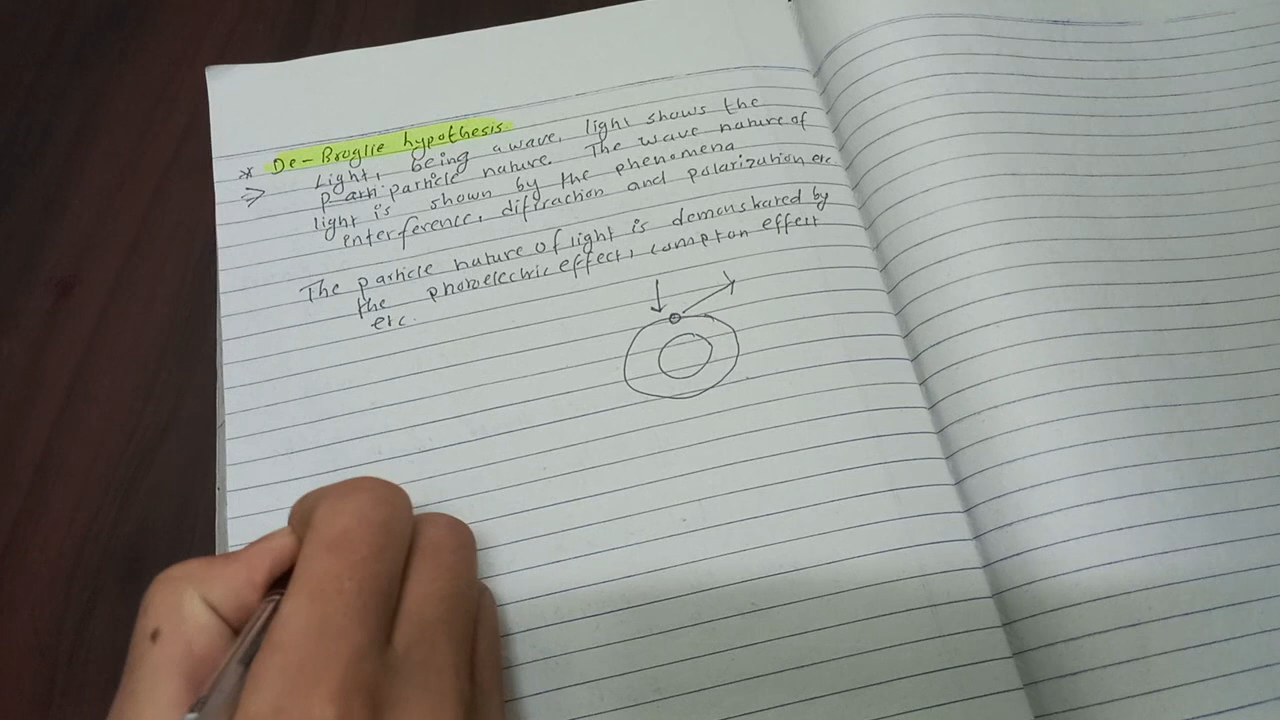 * De-Broglie hypothesis
=> Light, being a wave, light shows the
parti particle nature. The wave nature of
light is shown by the phenomena
interference, diffraction and polarization etc
The particle nature of light is demonstrared by
the photoelectric effect, compton effect
etc.